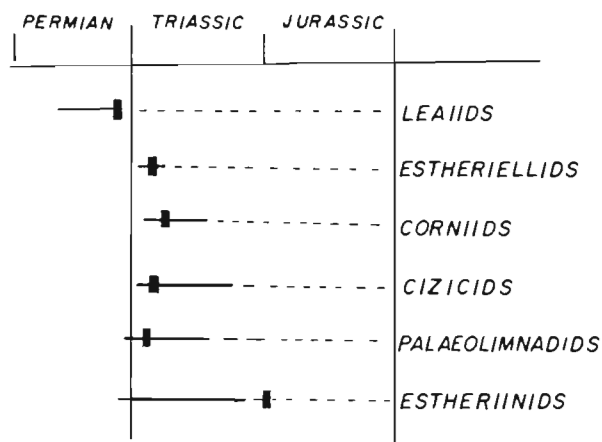 PERMIAN TRIASSIC JURASSIC
LEAIIDS
ESTHERIELLIDS
CORNIIDS
CIZICIDS
PALAEOLIMNADIDS
ESTHERIINIDS